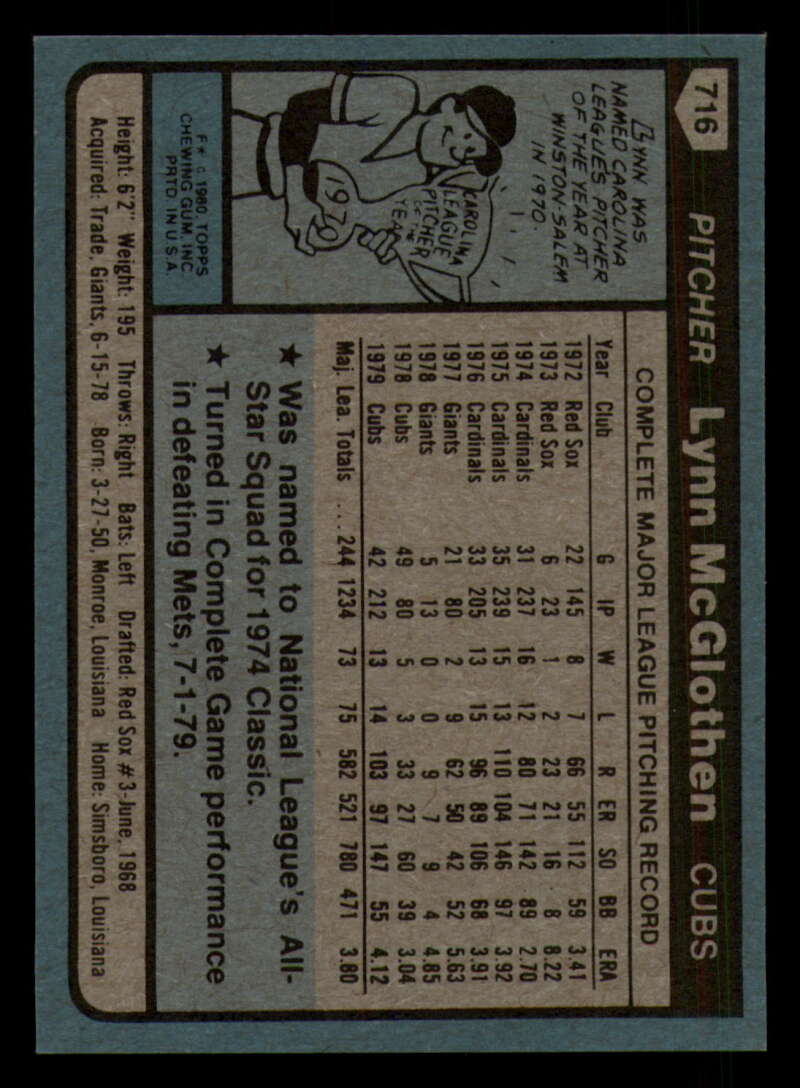 716 PITCHER Lynn McGlothen CUBS
LYNN WAS
NAMED CAROLINA
LEAGUE'S PITCHER
OF THE YEAR AT
WINSTON-SALEM
IN 1970.
CAROLINA
LEAGUE
PITCHER
OF THE
YEAR
1970
F * © 1980 TOPPS
CHEWING GUM, INC.
PRTD. IN U.S.A.
COMPLETE MAJOR LEAGUE PITCHING RECORD
Year Club G IP W L R ER SO BB ERA
1972 Red Sox 22 145 8 7 66 55 112 59 3.41
1973 Red Sox 6 23 1 2 23 21 16 8 8.22
1974 Cardinals 31 237 16 12 80 71 142 89 2.70
1975 Cardinals 35 239 15 13 110 104 146 97 3.92
1976 Cardinals 33 205 13 15 96 89 106 68 3.91
1977 Giants 21 80 2 9 62 50 42 52 5.63
1978 Giants 5 13 0 0 9 7 9 4 4.85
1978 Cubs 49 80 5 3 33 27 60 39 3.04
1979 Cubs 42 212 13 14 103 97 147 55 4.12
Maj. Lea. Totals ... 244 1234 73 75 582 521 780 471 3.80
★ Was named to National League's All-
Star Squad for 1974 Classic.
★ Turned in Complete Game performance
in defeating Mets, 7-1-79.
Height: 6'2" Weight: 195 Throws: Right Bats: Left Drafted: Red Sox #3-June, 1968
Acquired: Trade, Giants, 6-15-78 Born: 3-27-50, Monroe, Louisiana Home: Simsboro, Louisiana